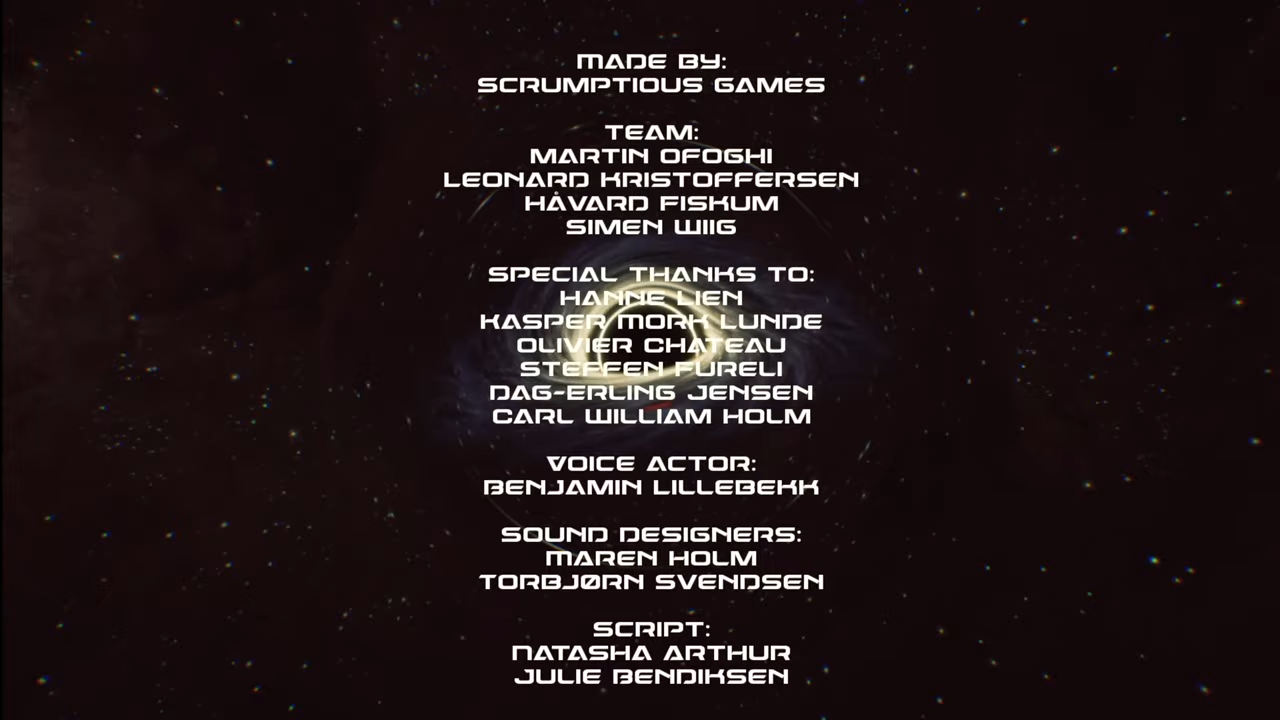 MADE BY:
SCRUMPTIOUS GAMES
TEAM:
MARTIN OFOGHI
LEONARD KRISTOFFERSEN
HÅVARD FISKUM
SIMEN WIIG
SPECIAL THANKS TO:
HANNE LIEN
KASPER MORK LUNDE
OLIVIER CHATEAU
STEFFEN FURELI
DAG-ERLING JENSEN
CARL WILLIAM HOLM
VOICE ACTOR:
BENJAMIN LILLEBEKK
SOUND DESIGNERS:
MAREN HOLM
TORBJØRN SVENDSEN
SCRIPT:
NATASHA ARTHUR
JULIE BENDIKSEN